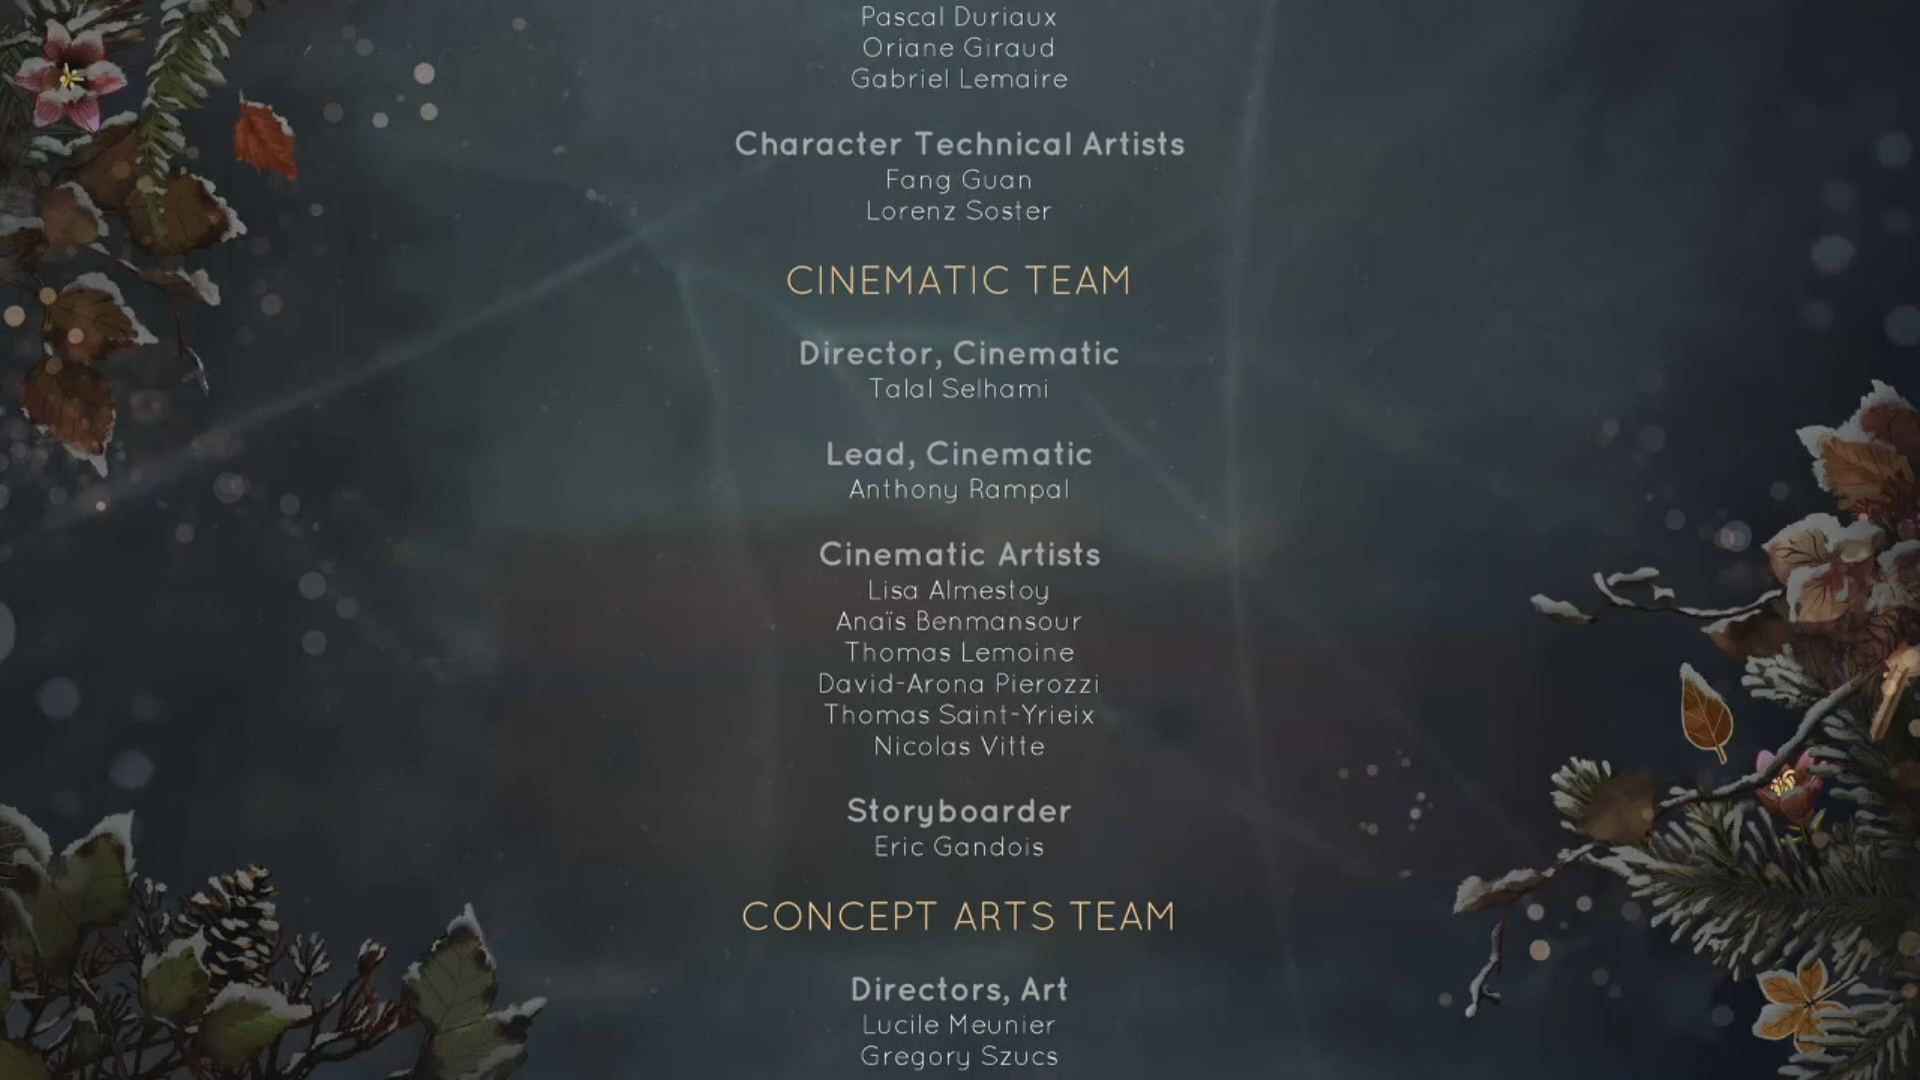 Pascal Duriaux
Oriane Giraud
Gabriel Lemaire
Character Technical Artists
Fang Guan
Lorenz Soster
CINEMATIC TEAM
Director, Cinematic
Talal Selhami
Lead, Cinematic
Anthony Rampal
Cinematic Artists
Lisa Almestoy
Anaïs Benmansour
Thomas Lemoine
David-Arona Pierozzi
Thomas Saint-Yrieix
Nicolas Vitte
Storyboarder
Eric Gandois
CONCEPT ARTS TEAM
Directors, Art
Lucile Meunier
Gregory Szucs